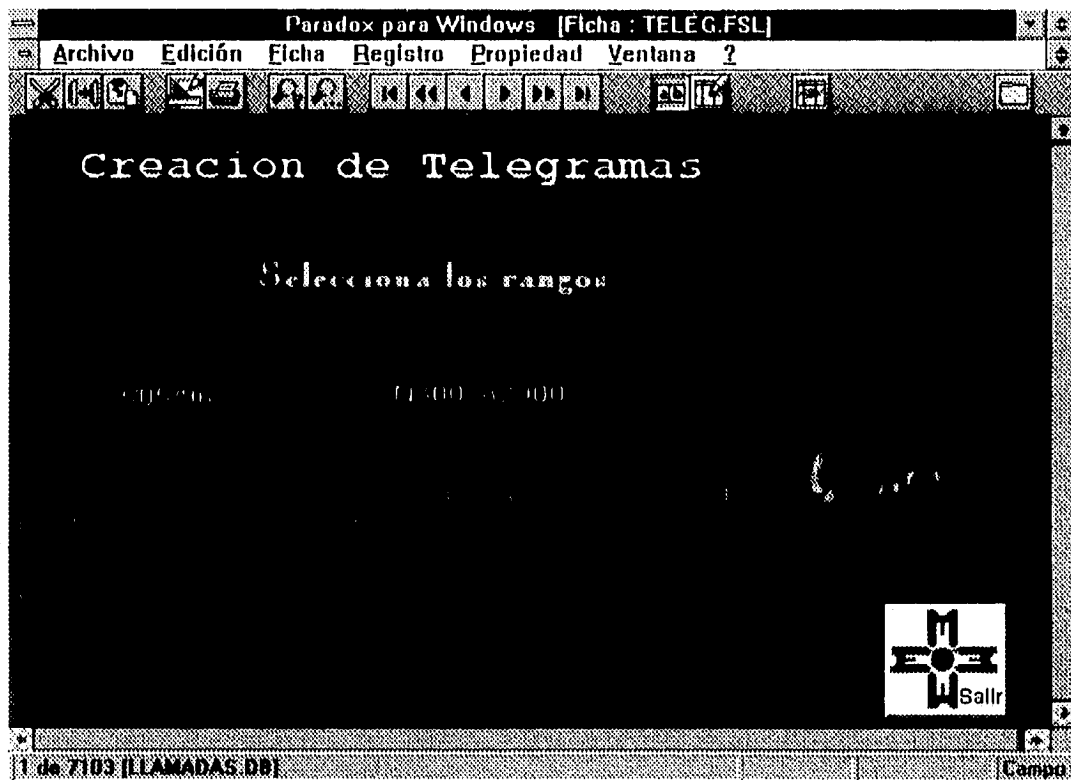 Paradox para Windows [Ficha : TELEG.FSL]
Archivo Edición Ficha Registro Propiedad Ventana ?
Creacion de Telegramas
Selecciona los rangos
Sallr
1 de 7103 [LLAMADAS.DB]
Campo